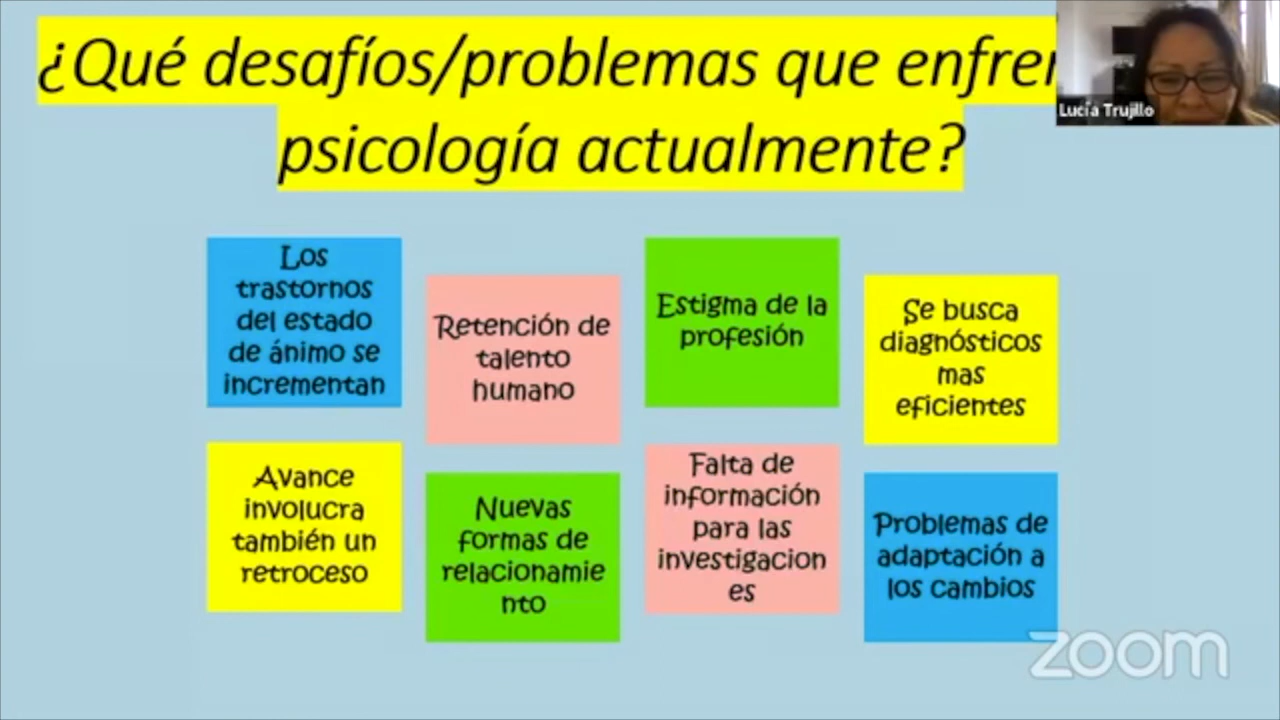 ¿Qué desafíos/problemas que
psicología actualmente?
Lucía Trujillo
Los
trastornos
del estado
de ánimo se
incrementan
Retención de
talento
humano
Estigma de la
profesión
Se busca
diagnósticos
mas
eficientes
Avance
involucra
también un
retroceso
Nuevas
formas de
relacionamie
nto
Falta de
información
para las
investigacion
es
Problemas de
adaptación a
los cambios
zoom